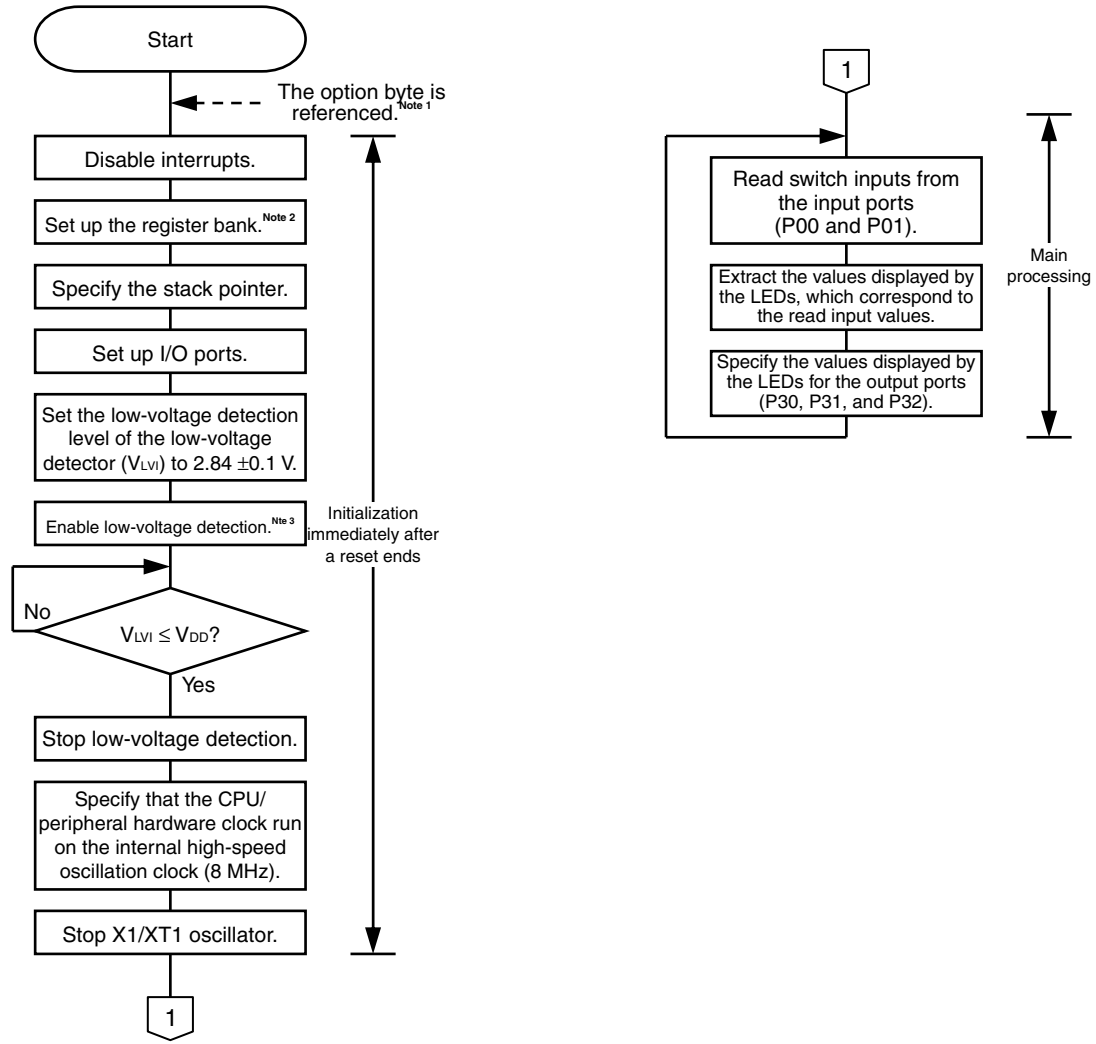 Start
The option byte is
referenced.Note 1
Disable interrupts.
Set up the register bank.Note 2
Specify the stack pointer.
Set up I/O ports.
Set the low-voltage detection
level of the low-voltage
detector (VLVI) to 2.84 ±0.1 V.
Enable low-voltage detection.Nte 3
Initialization
immediately after
a reset ends
No
VLVI ≤ VDD?
Yes
Stop low-voltage detection.
Specify that the CPU/
peripheral hardware clock run
on the internal high-speed
oscillation clock (8 MHz).
Stop X1/XT1 oscillator.
1
1
Read switch inputs from
the input ports
(P00 and P01).
Extract the values displayed by
the LEDs, which correspond to
the read input values.
Specify the values displayed by
the LEDs for the output ports
(P30, P31, and P32).
Main
processing